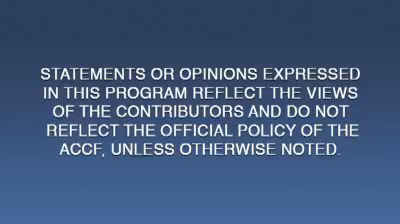 STATEMENTS OR OPINIONS EXPRESSED
IN THIS PROGRAM REFLECT THE VIEWS
OF THE CONTRIBUTORS AND DO NOT
REFLECT THE OFFICIAL POLICY OF THE
ACCF, UNLESS OTHERWISE NOTED.